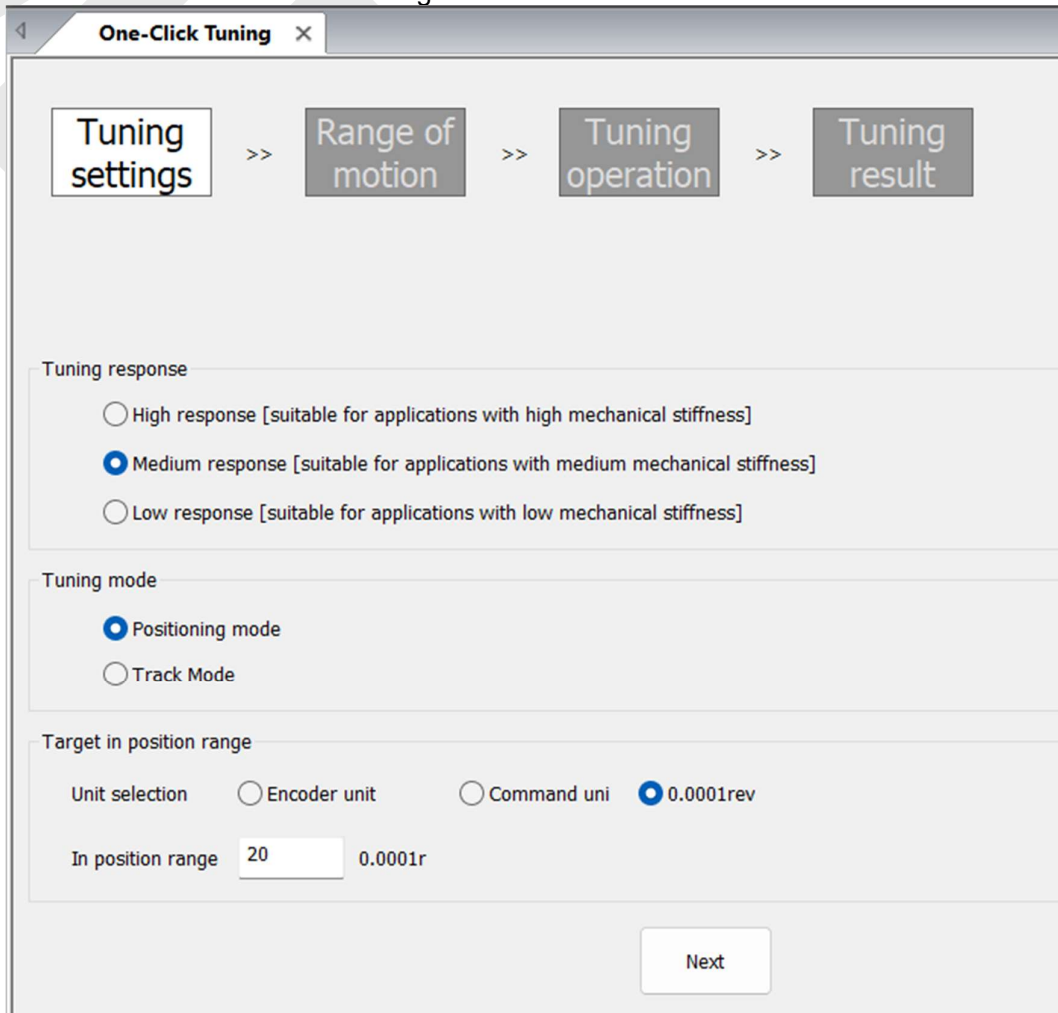 One-Click Tuning ×
Tuning settings >> Range of motion >> Tuning operation >> Tuning result
Tuning response
High response [suitable for applications with high mechanical stiffness]
Medium response [suitable for applications with medium mechanical stiffness]
Low response [suitable for applications with low mechanical stiffness]
Tuning mode
Positioning mode
Track Mode
Target in position range
Unit selection Encoder unit Command uni 0.0001rev
In position range 20 0.0001r
Next